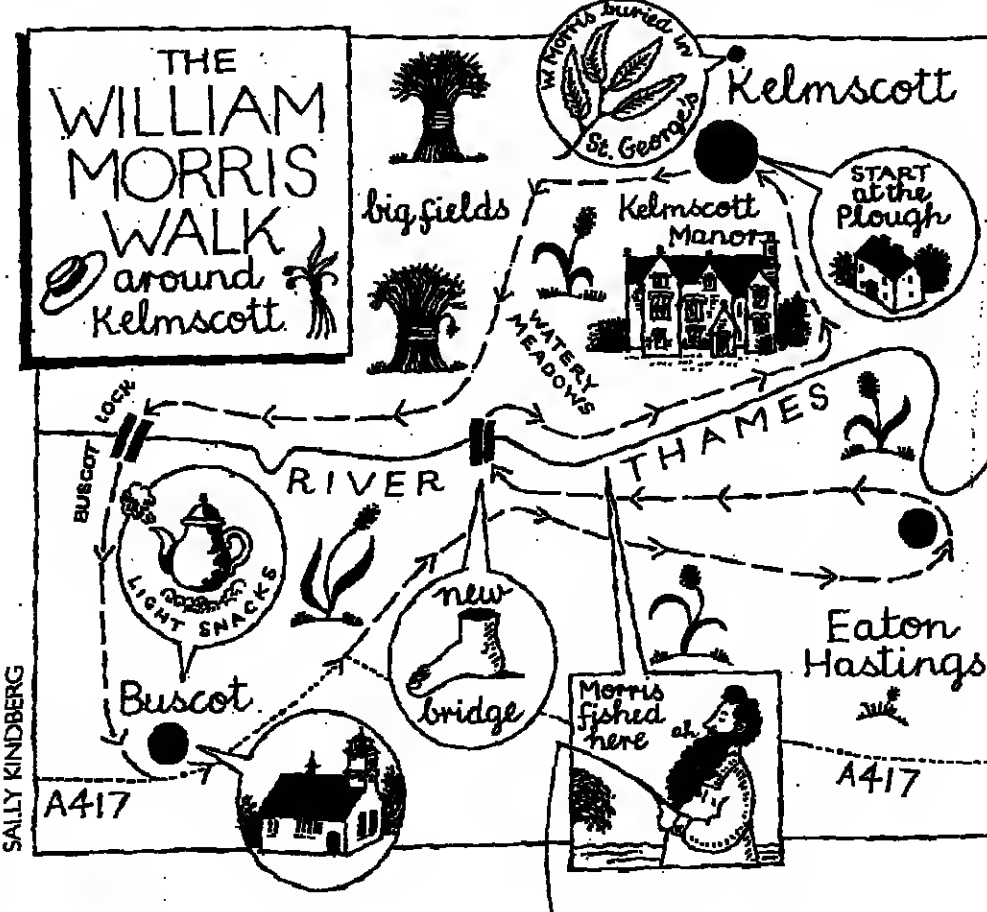 THE
WILLIAM
MORRIS
WALK
around
Kelmscott
big fields
W Morris buried in
St. George's
Kelmscott
START
at the
Plough
Kelmscott
Manor
WATERY
MEADOWS
BUSCOT LOCK
RIVER THAMES
LIGHT SNACKS
new
bridge
Buscot
Eaton
Hastings
Morris
fished
here
ah
A417
A417
SALLY KINDBERG